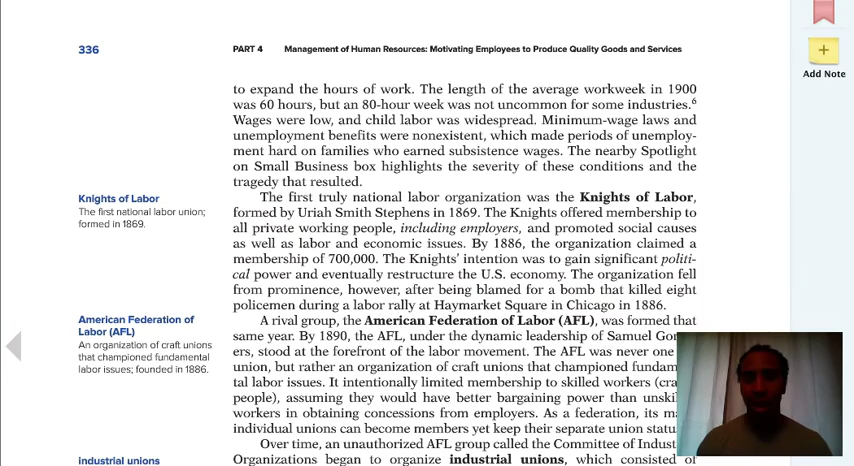 336
PART 4 Management of Human Resources: Motivating Employees to Produce Quality Goods and Services
Add Note
to expand the hours of work. The length of the average workweek in 1900
was 60 hours, but an 80-hour week was not uncommon for some industries.6
Wages were low, and child labor was widespread. Minimum-wage laws and
unemployment benefits were nonexistent, which made periods of unemploy-
ment hard on families who earned subsistence wages. The nearby Spotlight
on Small Business box highlights the severity of these conditions and the
tragedy that resulted.
Knights of Labor
The first national labor union;
formed in 1869.
The first truly national labor organization was the Knights of Labor,
formed by Uriah Smith Stephens in 1869. The Knights offered membership to
all private working people, including employers, and promoted social causes
as well as labor and economic issues. By 1886, the organization claimed a
membership of 700,000. The Knights' intention was to gain significant politi-
cal power and eventually restructure the U.S. economy. The organization fell
from prominence, however, after being blamed for a bomb that killed eight
policemen during a labor rally at Haymarket Square in Chicago in 1886.
American Federation of
Labor (AFL)
An organization of craft unions
that championed fundamental
labor issues; founded in 1886.
A rival group, the American Federation of Labor (AFL), was formed that
same year. By 1890, the AFL, under the dynamic leadership of Samuel
ers, stood at the forefront of the labor movement. The AFL was never one
union, but rather an organization of craft unions that championed
tal labor issues. It intentionally limited membership to skilled workers
people), assuming they would have better bargaining power than
workers in obtaining concessions from employers. As a federation, its
individual unions can become members yet keep their separate union
Over time, an unauthorized AFL group called the Committee of
Organizations began to organize industrial unions, which consisted of
industrial unions